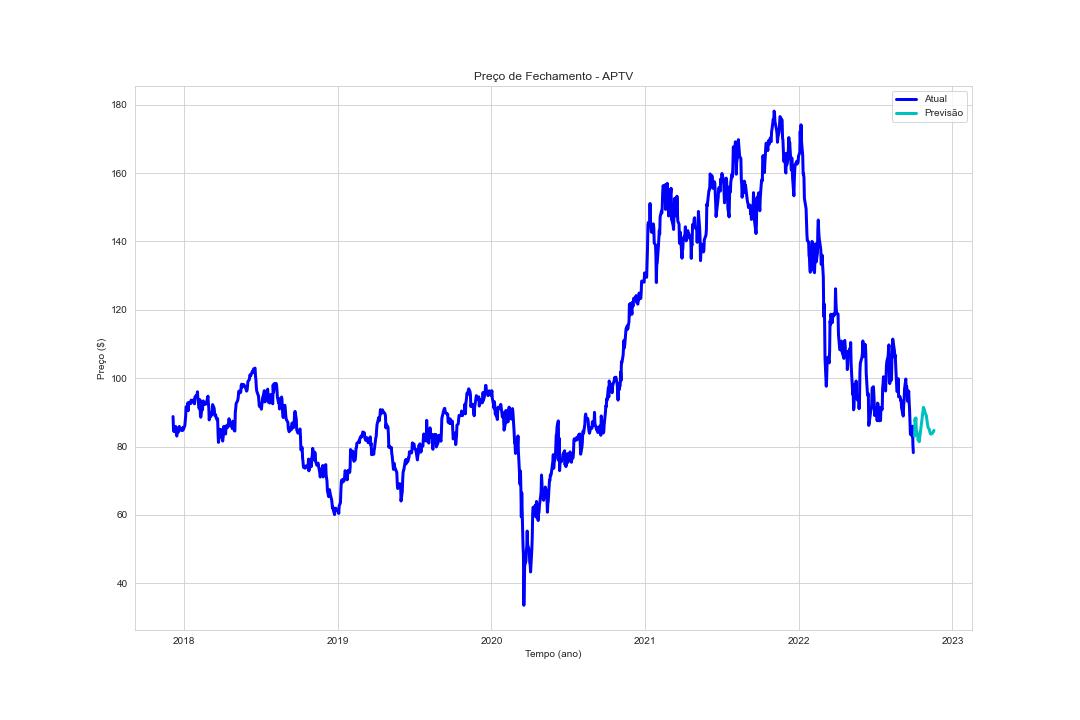 Preço de Fechamento - APTV
Atual
Previsão
180
160
140
120
100
80
60
40
Preço ($)
2018 2019 2020 2021 2022 2023
Tempo (ano)